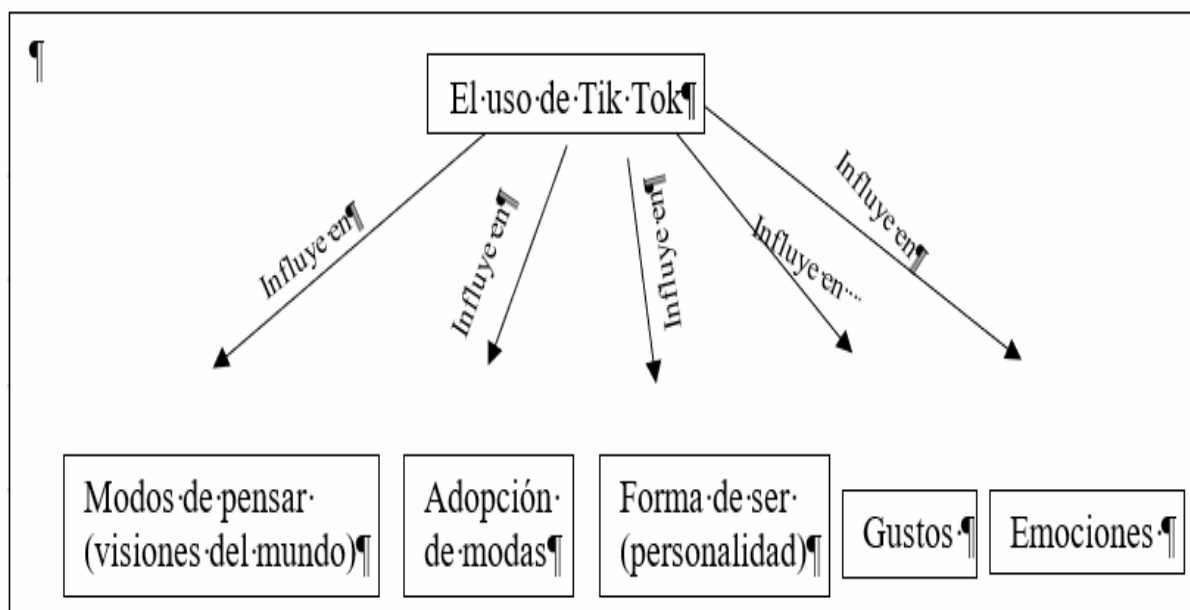 ¶
El·uso·de·Tik·Tok¶
Influye·en¶
Influye·en¶
Influye·en¶
Influye·en····
Influye·en¶
Modos·de·pensar·
(visiones·del·mundo)¶
Adopción·
de·modas¶
Forma·de·ser·
(personalidad)¶
Gustos·¶
Emociones·¶